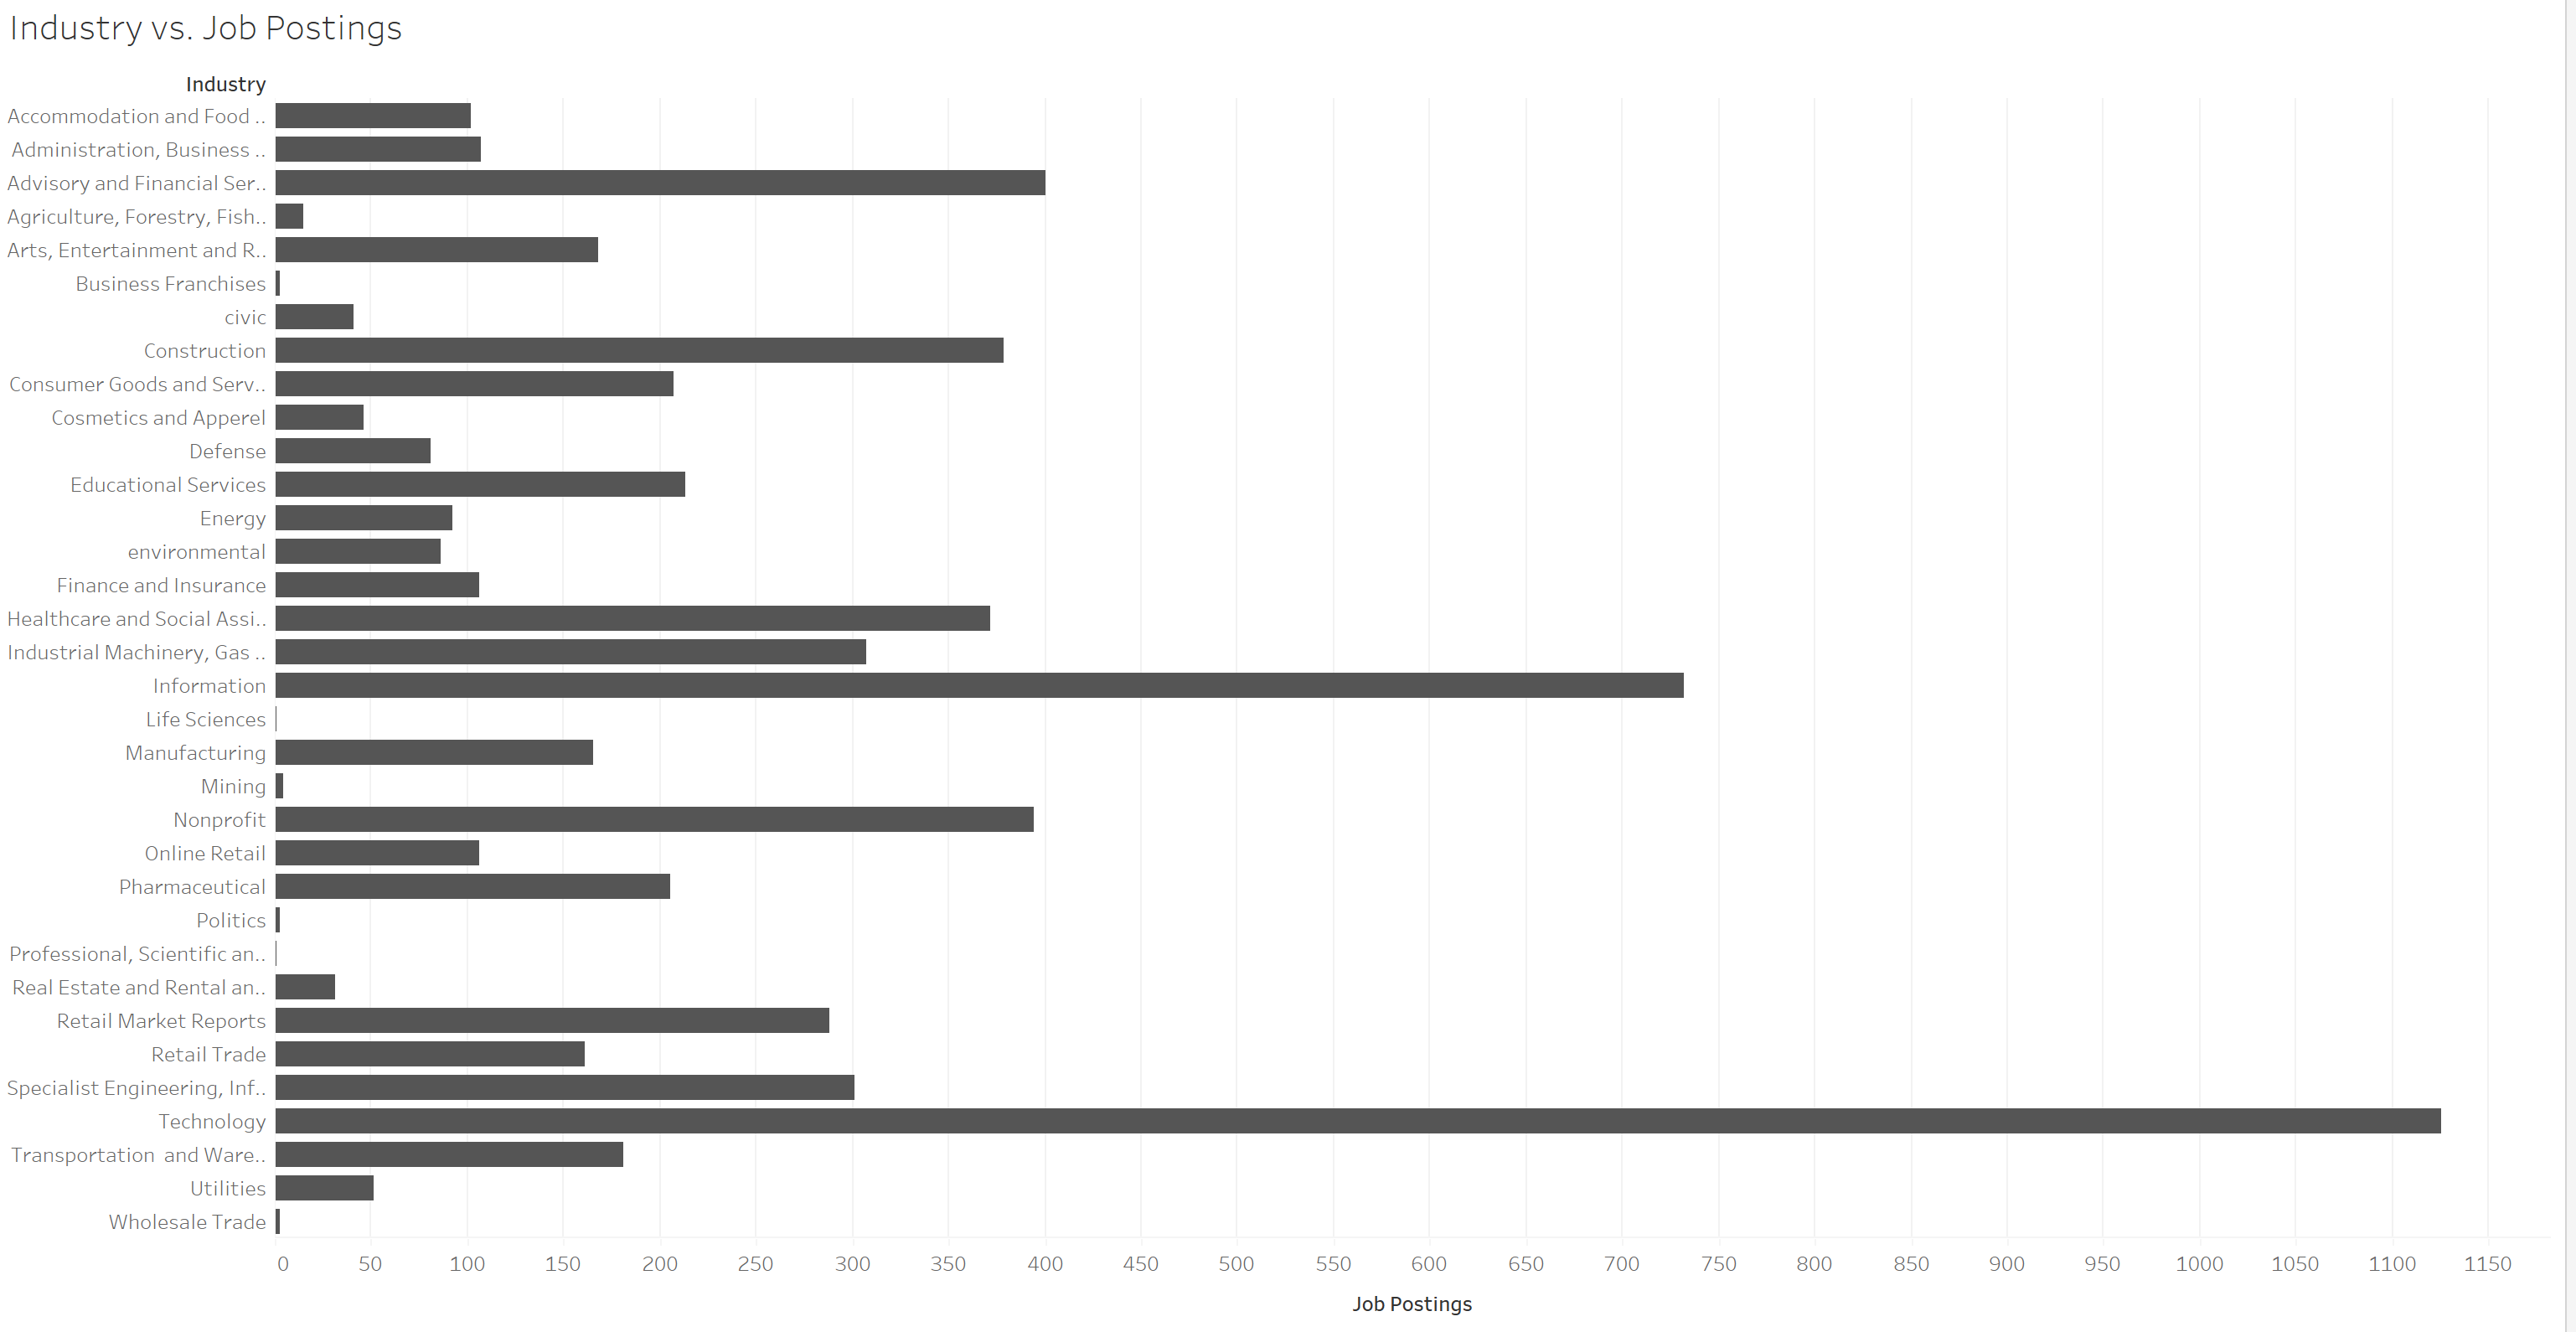 Industry vs. Job Postings
Industry
Accommodation and Food ..
Administration, Business ..
Advisory and Financial Ser..
Agriculture, Forestry, Fish..
Arts, Entertainment and R..
Business Franchises
civic
Construction
Consumer Goods and Serv..
Cosmetics and Apperel
Defense
Educational Services
Energy
environmental
Finance and Insurance
Healthcare and Social Assi..
Industrial Machinery, Gas ..
Information
Life Sciences
Manufacturing
Mining
Nonprofit
Online Retail
Pharmaceutical
Politics
Professional, Scientific an..
Real Estate and Rental an..
Retail Market Reports
Retail Trade
Specialist Engineering, Inf..
Technology
Transportation  and Ware..
Utilities
Wholesale Trade
0 50 100 150 200 250 300 350 400 450 500 550 600 650 700 750 800 850 900 950 1000 1050 1100 1150
Job Postings